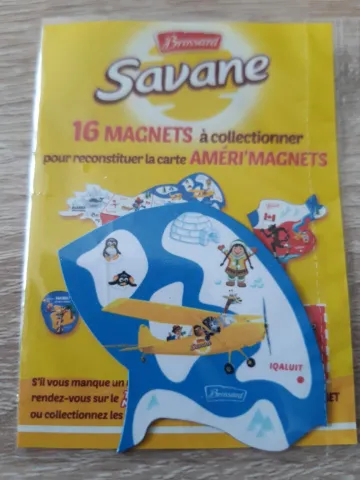 Brossard
Savane
16 MAGNETS à collectionner
pour reconstituer la carte AMÉRI'MAGNETS
IQALUIT
Brossard
S'il vous manque un
rendez-vous sur le
ou collectionnez les